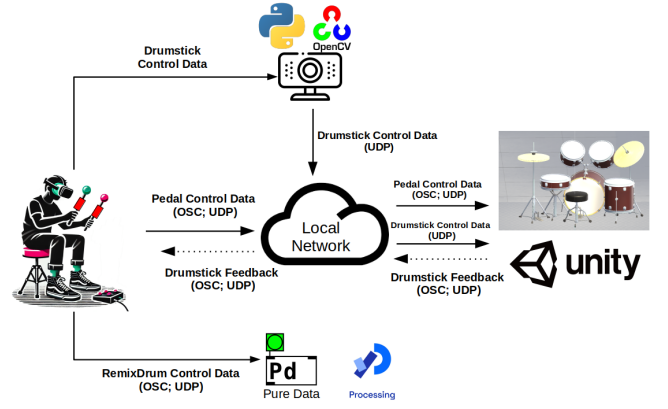 OpenCV
Drumstick
Control Data
Drumstick Control Data
(UDP)
Pedal Control Data
(OSC; UDP)
Local
Network
Pedal Control Data
(OSC; UDP)
Drumstick Control Data
(UDP)
Drumstick Feedback
(OSC; UDP)
Drumstick Feedback
(OSC; UDP)
unity
RemixDrum Control Data
(OSC; UDP)
Pd
Pure Data
Processing